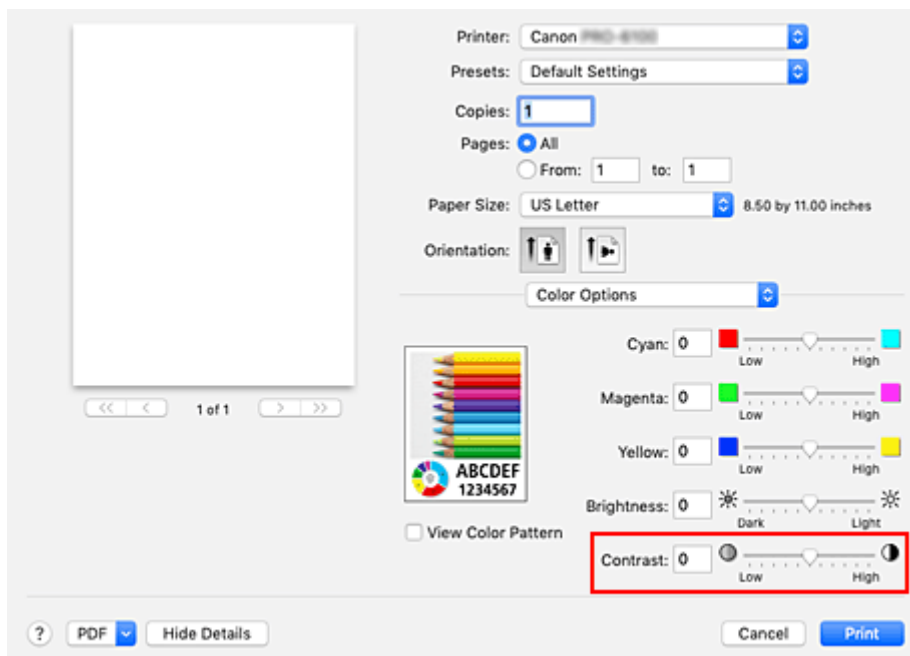 Printer: Canon
Presets: Default Settings
Copies: 1
Pages: All
From: 1 to: 1
Paper Size: US Letter 8.50 by 11.00 inches
Orientation:
Color Options
Cyan: 0
Low High
Magenta: 0
Low High
Yellow: 0
Low High
Brightness: 0
Dark Light
Contrast: 0
Low High
ABCDEF
1234567
View Color Pattern
<< < 1 of 1 > >>
? PDF Hide Details Cancel Print